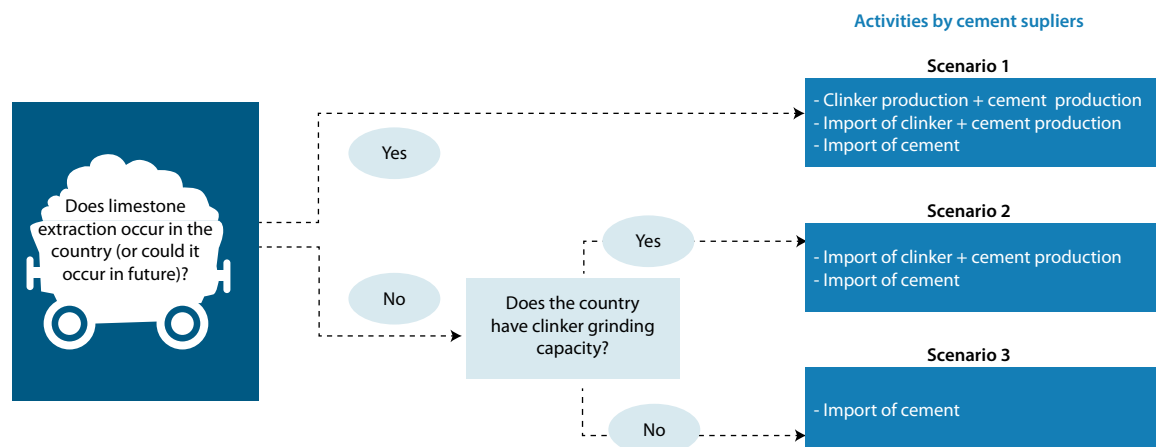 Activities by cement supliers
Scenario 1
- Clinker production + cement production
- Import of clinker + cement production
- Import of cement
Does limestone
extraction occur in the
country (or could it
occur in future)?
Yes
No
Does the country
have clinker grinding
capacity?
Yes
No
Scenario 2
- Import of clinker + cement production
- Import of cement
Scenario 3
- Import of cement